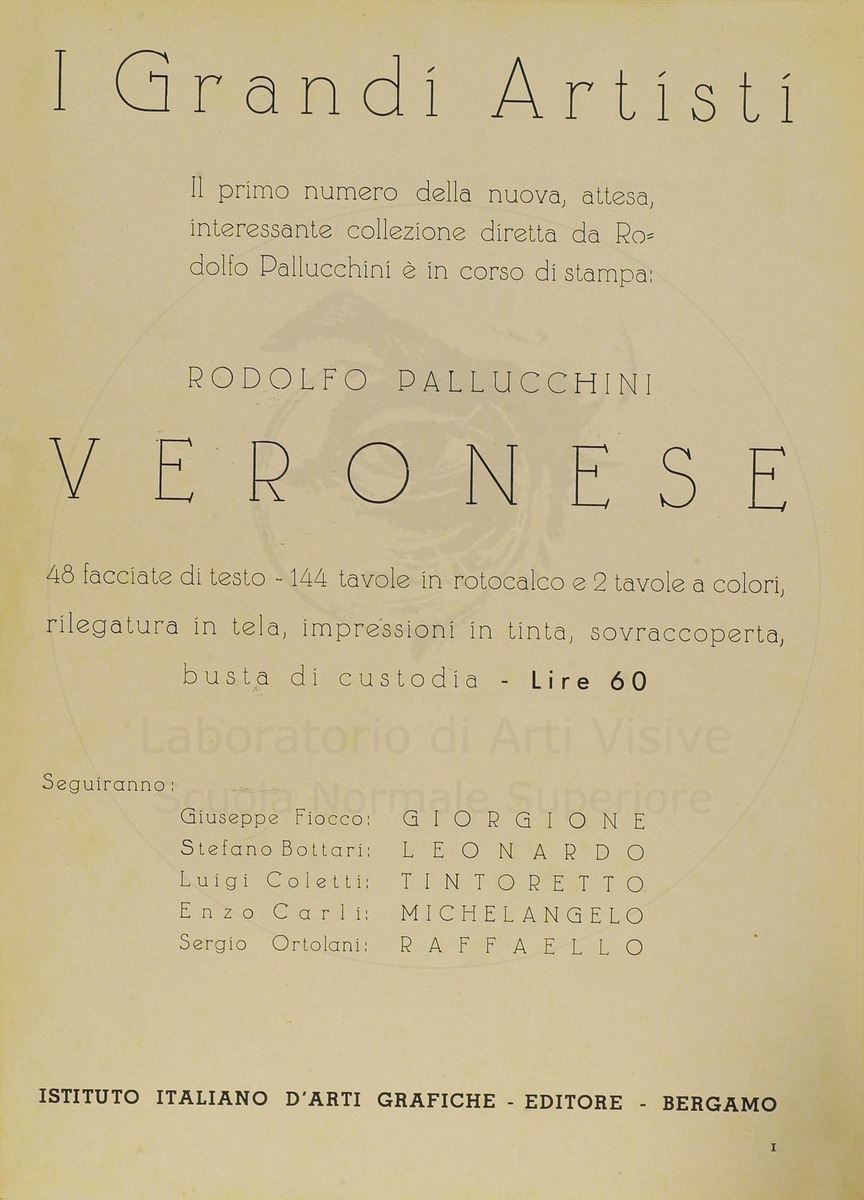 I Grandi Artisti
Il primo numero della nuova, attesa,
interessante collezione diretta da Ro=
dolfo Pallucchini è in corso di stampa:
RODOLFO PALLUCCHINI
VERONESE
48 facciate di testo - 144 tavole in rotocalco e 2 tavole a colori,
rilegatura in tela, impressioni in tinta, sovraccoperta,
busta di custodia - Lire 60
Laboratorio di Arti Visive
Seguiranno:
Scuola Normale Superiore
Giuseppe Fiocco: GIORGIONE
Stefano Bottari: LEONARDO
Luigi Coletti: TINTORETTO
Enzo Carli: MICHELANGELO
Sergio Ortolani: RAFFAELLO
ISTITUTO ITALIANO D'ARTI GRAFICHE - EDITORE - BERGAMO
I